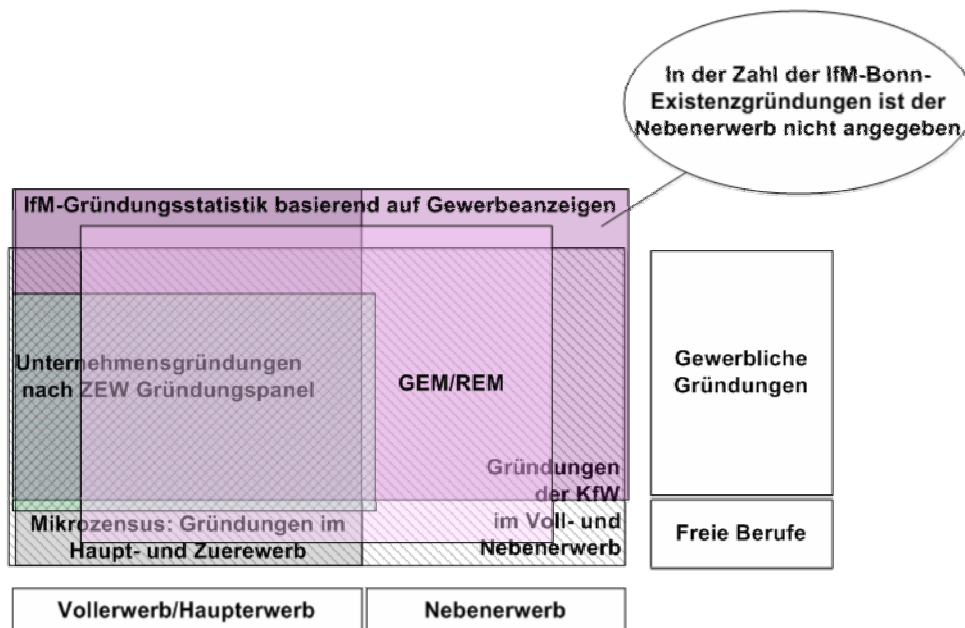 In der Zahl der IfM-Bonn-
Existenzgründungen ist der
Nebenerwerb nicht angegeben
IfM-Gründungsstatistik basierend auf Gewerbeanzeigen
Unternehmensgründungen
nach ZEW Gründungspanel
GEM/REM
Gewerbliche
Gründungen
Gründungen
der KfW
im Voll- und
Nebenerwerb
Mikrozensus: Gründungen im
Haupt- und Zuerewerb
Freie Berufe
Vollerwerb/Haupterwerb
Nebenerwerb